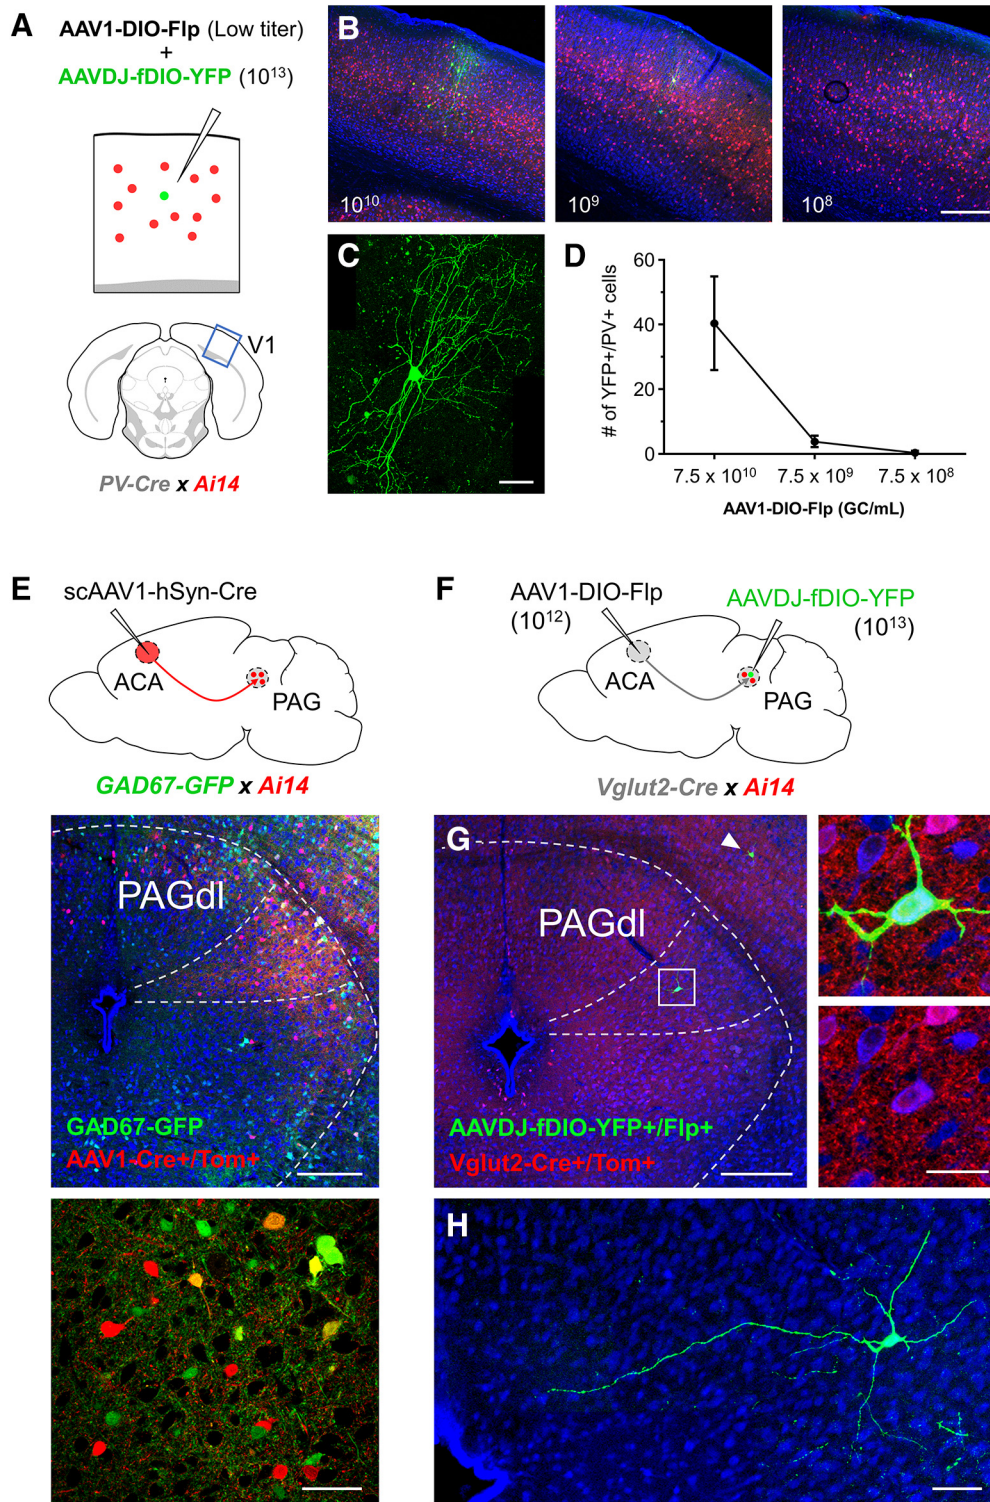 A
AAV1-DIO-Flp (Low titer)
+
AAVDJ-fDIO-YFP (10¹³)
V1
PV-Cre x Ai14
B
10¹⁰
10⁹
10⁸
C
D
# of YFP+/PV+ cells
60
40
20
0
7.5 x 10¹⁰
7.5 x 10⁹
7.5 x 10⁸
AAV1-DIO-Flp (GC/mL)
E
scAAV1-hSyn-Cre
ACA
PAG
GAD67-GFP x Ai14
PAGdl
GAD67-GFP
AAV1-Cre+/Tom+
F
AAV1-DIO-Flp
(10¹²)
AAVDJ-fDIO-YFP
(10¹³)
ACA
PAG
Vglut2-Cre x Ai14
G
PAGdl
AAVDJ-fDIO-YFP+/Flp+
Vglut2-Cre+/Tom+
H